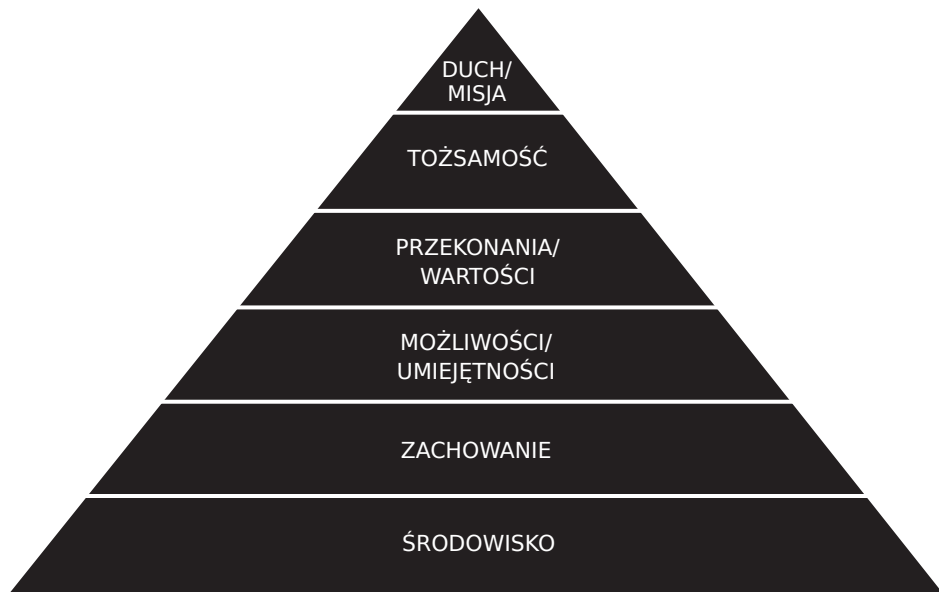 DUCH/
MISJA
TOŻSAMOŚĆ
PRZEKONANIA/
WARTOŚCI
MOŻLIWOŚCI/
UMIEJĘTNOŚCI
ZACHOWANIE
ŚRODOWISKO